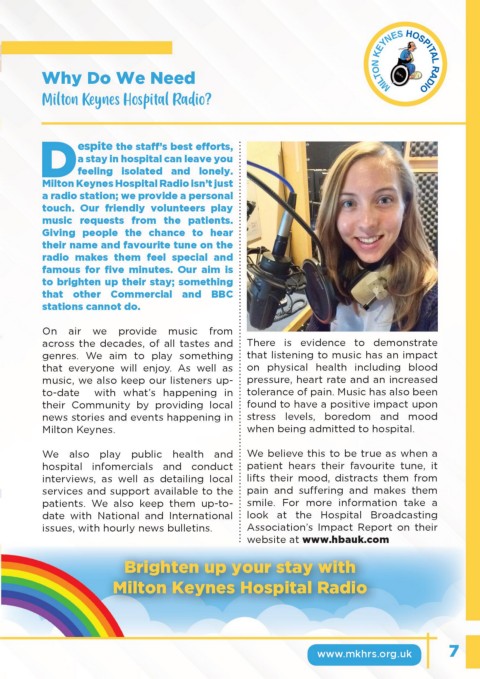 MILTON KEYNES HOSPITAL RADIO
Why Do We Need
Milton Keynes Hospital Radio?
Despite the staff's best efforts,
a stay in hospital can leave you
feeling isolated and lonely.
Milton Keynes Hospital Radio isn't just
a radio station; we provide a personal
touch. Our friendly volunteers play
music requests from the patients.
Giving people the chance to hear
their name and favourite tune on the
radio makes them feel special and
famous for five minutes. Our aim is
to brighten up their stay; something
that other Commercial and BBC
stations cannot do.
On air we provide music from
across the decades, of all tastes and
genres. We aim to play something
that everyone will enjoy. As well as
music, we also keep our listeners up-
to-date with what's happening in
their Community by providing local
news stories and events happening in
Milton Keynes.
We also play public health and
hospital infomercials and conduct
interviews, as well as detailing local
services and support available to the
patients. We also keep them up-to-
date with National and International
issues, with hourly news bulletins.
There is evidence to demonstrate
that listening to music has an impact
on physical health including blood
pressure, heart rate and an increased
tolerance of pain. Music has also been
found to have a positive impact upon
stress levels, boredom and mood
when being admitted to hospital.
We believe this to be true as when a
patient hears their favourite tune, it
lifts their mood, distracts them from
pain and suffering and makes them
smile. For more information take a
look at the Hospital Broadcasting
Association's Impact Report on their
website at www.hbauk.com
Brighten up your stay with
Milton Keynes Hospital Radio
www.mkhrs.org.uk
7